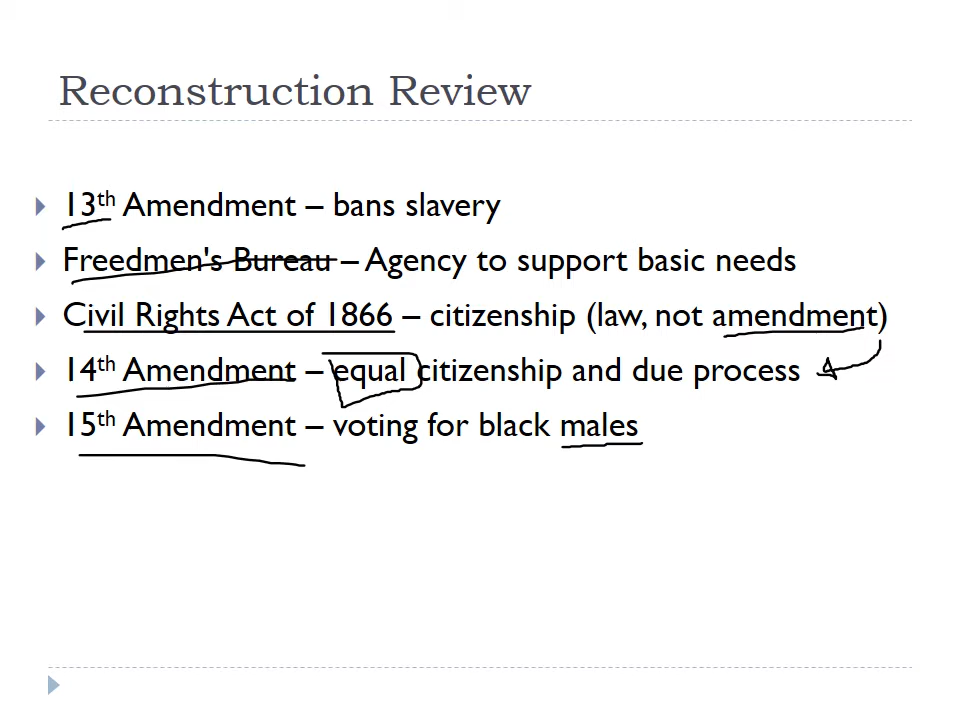 Reconstruction Review
13th Amendment – bans slavery
Freedmen's Bureau – Agency to support basic needs
Civil Rights Act of 1866 – citizenship (law, not amendment)
14th Amendment – equal citizenship and due process
15th Amendment – voting for black males